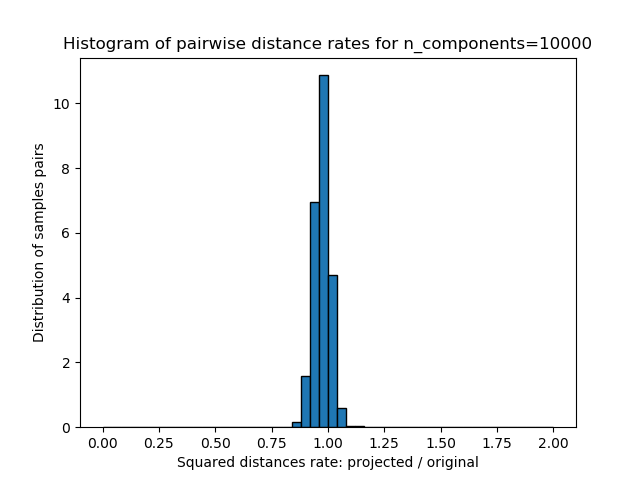 Histogram of pairwise distance rates for n_components=10000
Distribution of samples pairs
10
8
6
4
2
0
0.00 0.25 0.50 0.75 1.00 1.25 1.50 1.75 2.00
Squared distances rate: projected / original